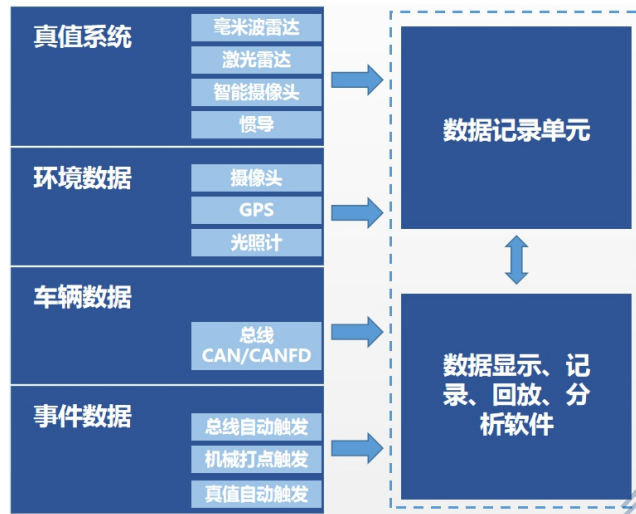 真值系统
毫米波雷达
激光雷达
智能摄像头
惯导
环境数据
摄像头
GPS
光照计
车辆数据
总线
CAN/CANFD
事件数据
总线自动触发
机械打点触发
真值自动触发
数据记录单元
数据显示、记
录、回放、分
析软件